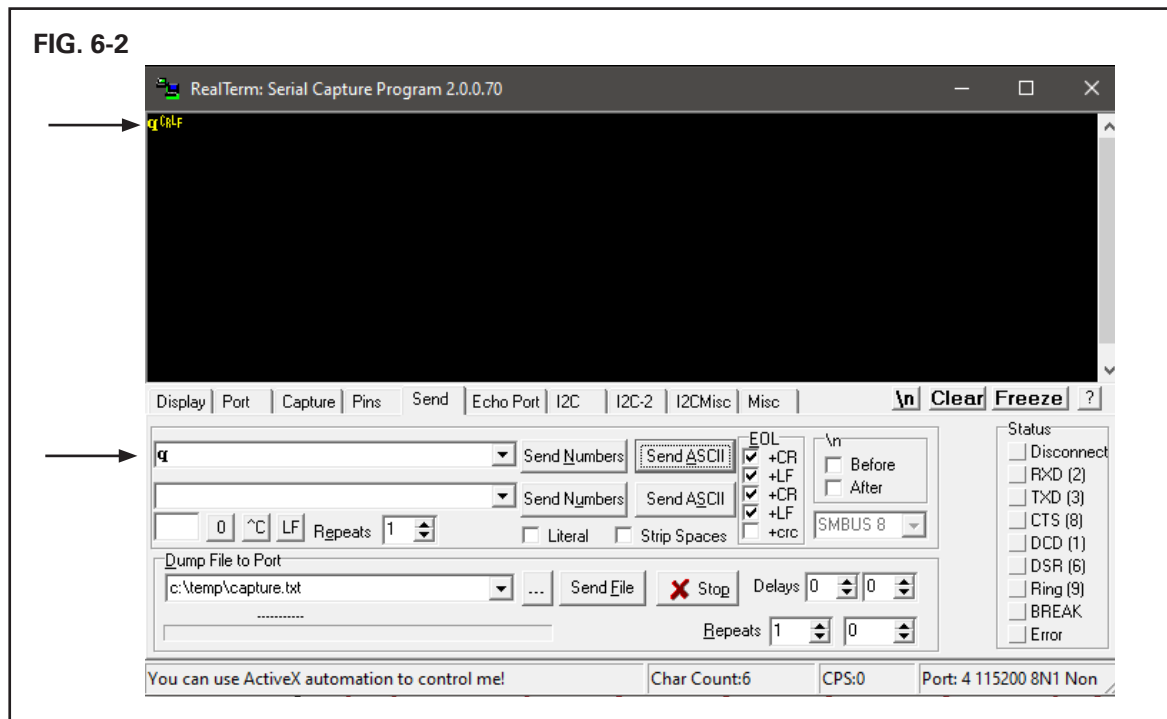 FIG. 6-2
RealTerm: Serial Capture Program 2.0.0.70
qCRLF
Display Port Capture Pins Send Echo Port I2C I2C-2 I2CMisc Misc \n Clear Freeze ?
EOL \n Status
q Send Numbers Send ASCII +CR Before Disconnect
+LF After RXD (2)
Send Numbers Send ASCII +CR TXD (3)
+LF SMBUS 8 CTS (8)
0 ^C LF Repeats 1 Literal Strip Spaces +crc DCD (1)
Dump File to Port DSR (6)
c:\temp\capture.txt ... Send File Stop Delays 0 0 Ring (9)
----------- BREAK
Repeats 1 0 Error
You can use ActiveX automation to control me! Char Count:6 CPS:0 Port: 4 115200 8N1 Non